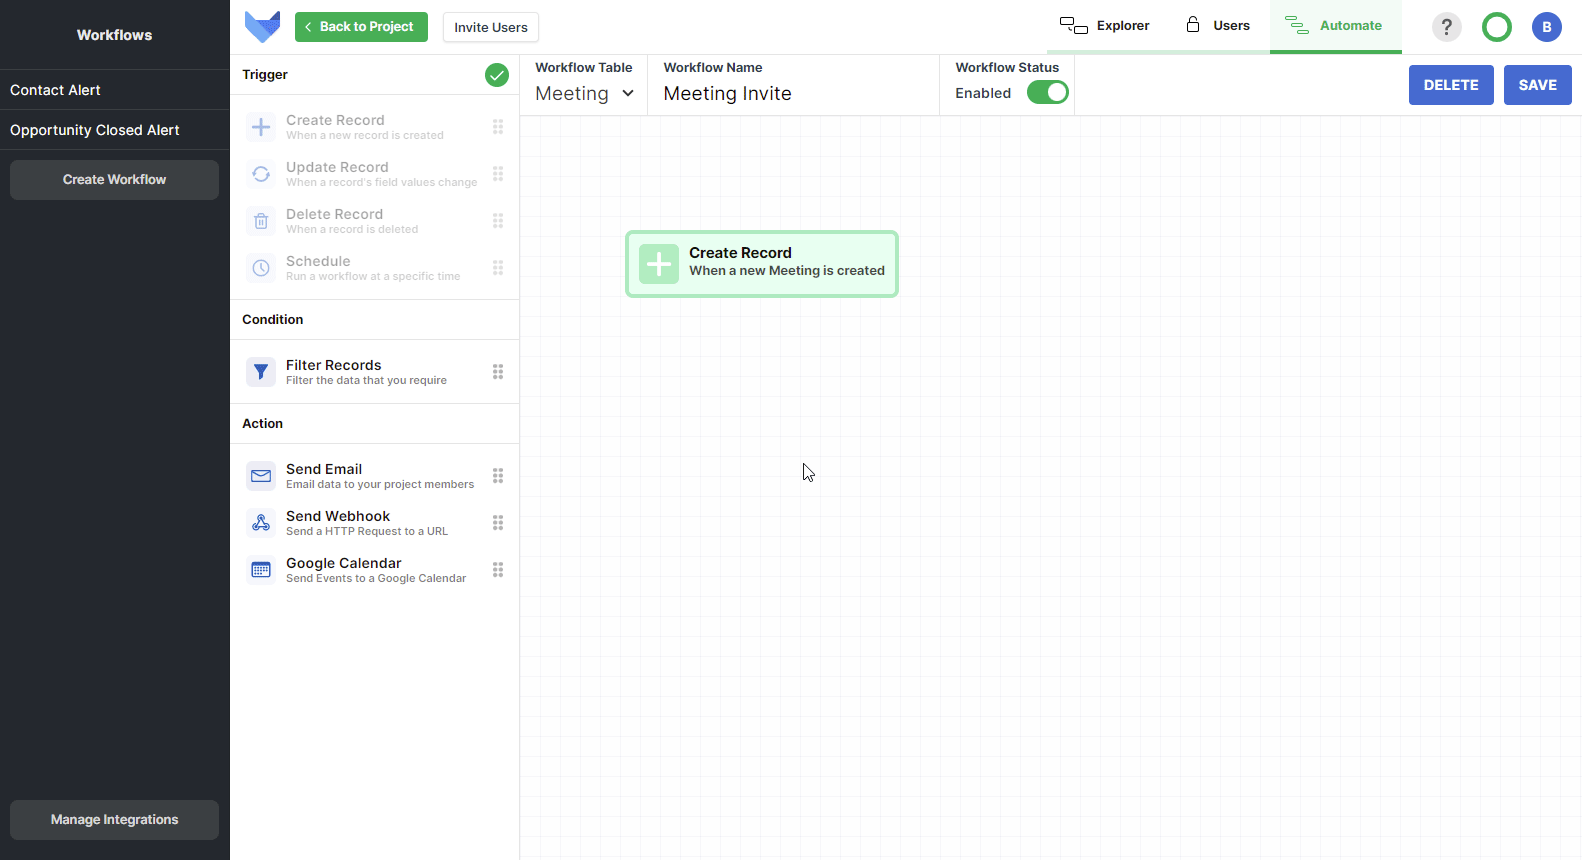 Workflows
Contact Alert
Opportunity Closed Alert
Create Workflow
Manage Integrations
Back to Project
Invite Users
Explorer
Users
Automate
?
B
Trigger
Create Record
When a new record is created
Update Record
When a record's field values change
Delete Record
When a record is deleted
Schedule
Run a workflow at a specific time
Condition
Filter Records
Filter the data that you require
Action
Send Email
Email data to your project members
Send Webhook
Send a HTTP Request to a URL
Google Calendar
Send Events to a Google Calendar
Workflow Table
Meeting
Workflow Name
Meeting Invite
Workflow Status
Enabled
DELETE
SAVE
Create Record
When a new Meeting is created